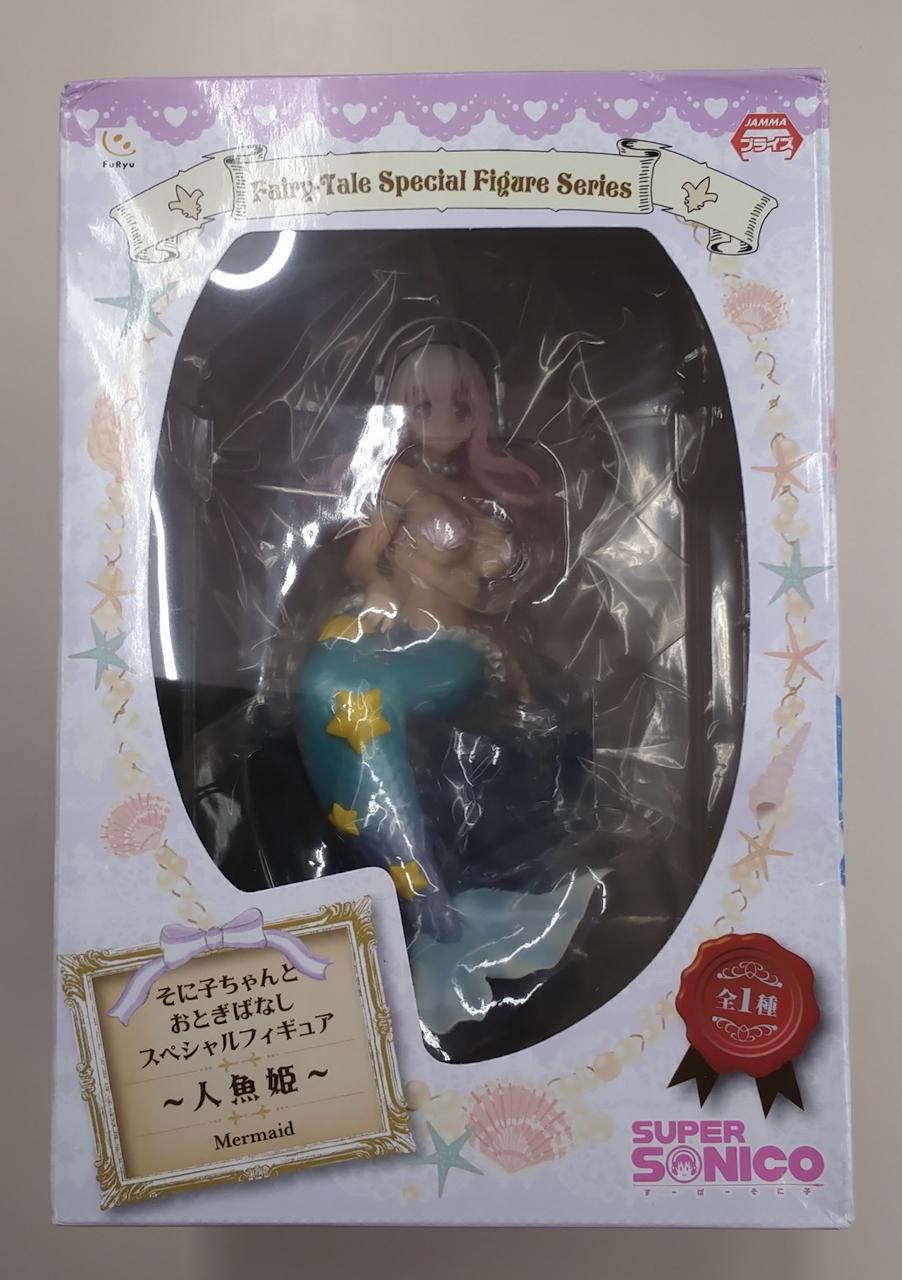 FuRyu
JAMMA
プライズ
Fairy-Tale Special Figure Series
そに子ちゃんと
おとぎばなし
スペシャルフィギュア
～人魚姫～
Mermaid
全1種
SUPER
SONICO
すーぱーそに子